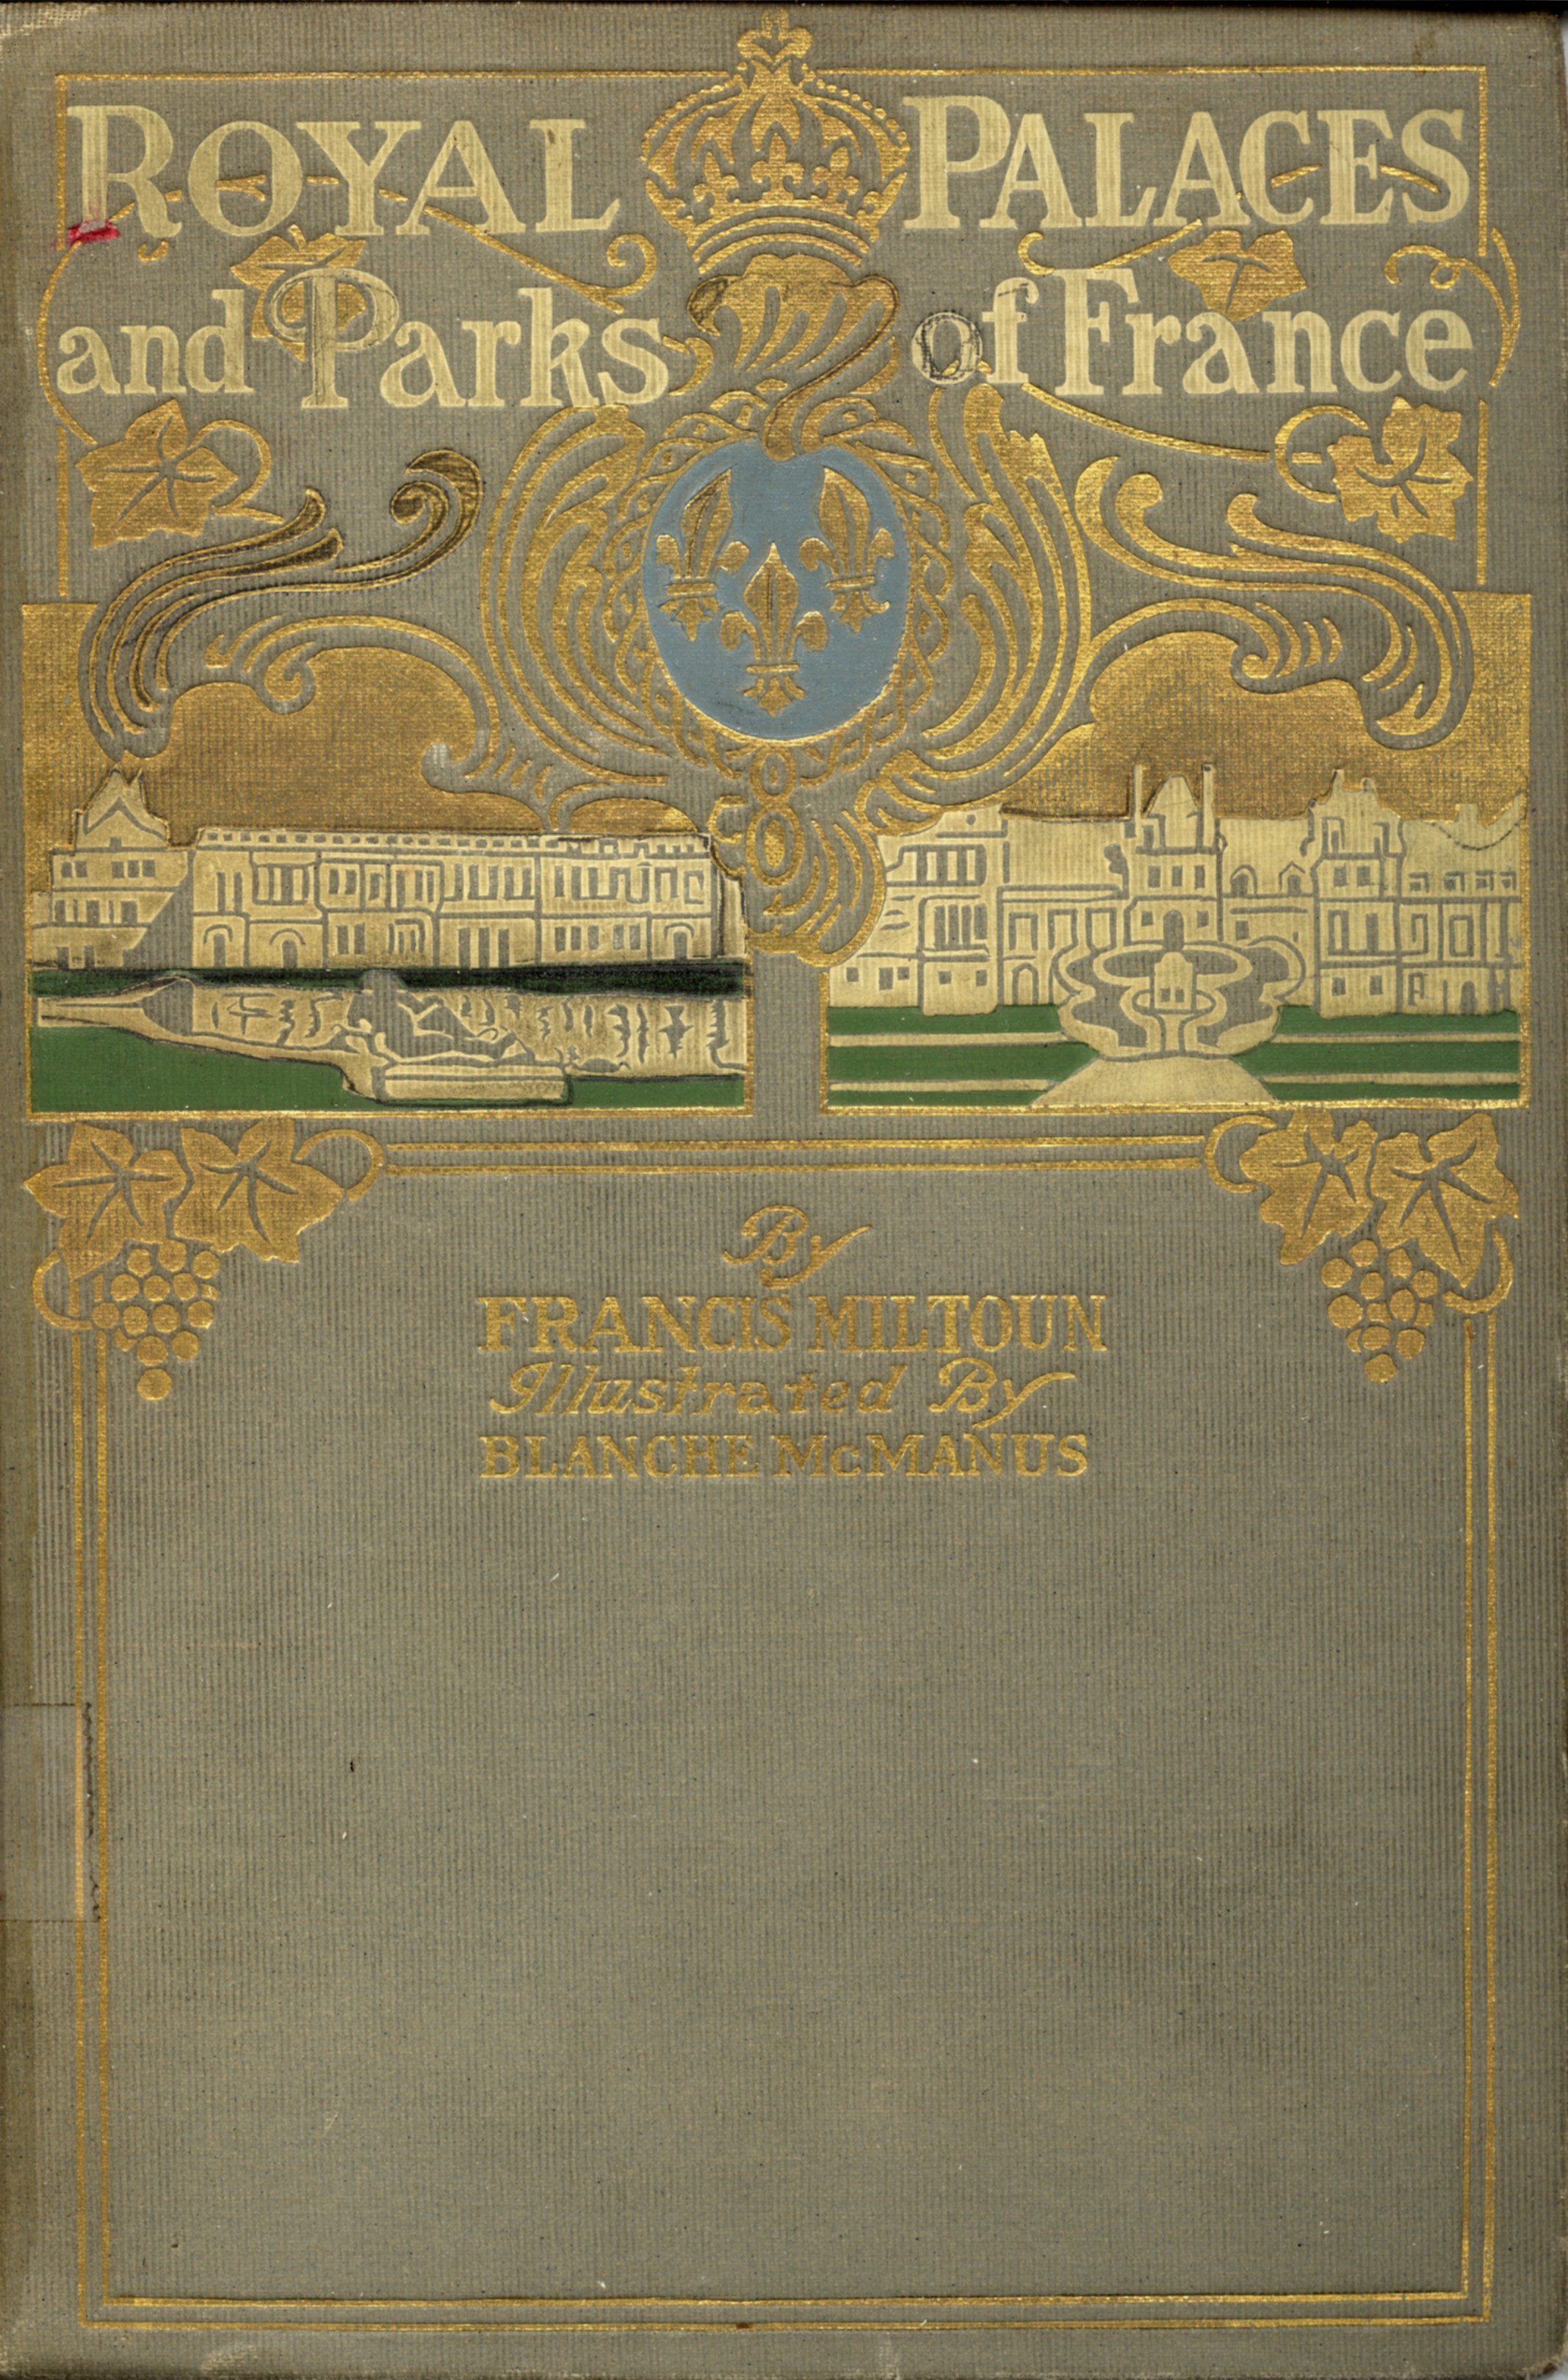 ROYAL PALACES
and Parks of France
By
FRANCIS MILTOUN
Illustrated By
BLANCHE McMANUS